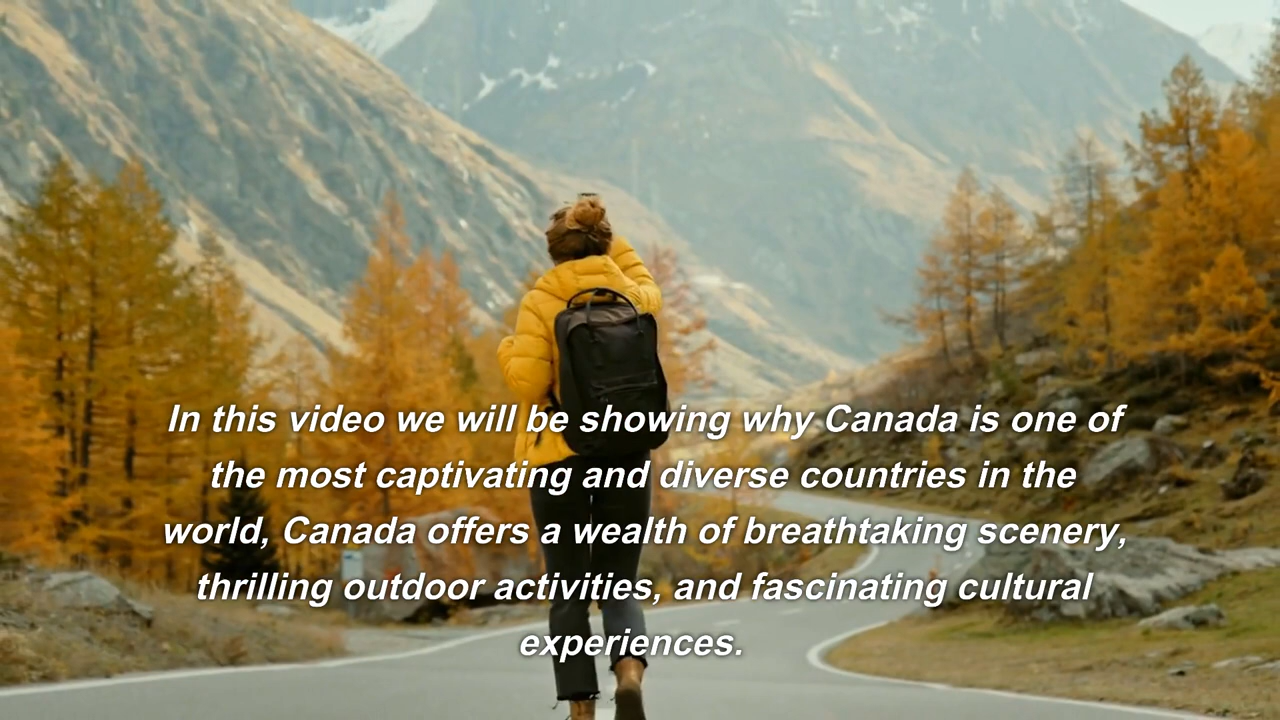 In this video we will be showing why Canada is one of
the most captivating and diverse countries in the
world, Canada offers a wealth of breathtaking scenery,
thrilling outdoor activities, and fascinating cultural
experiences.